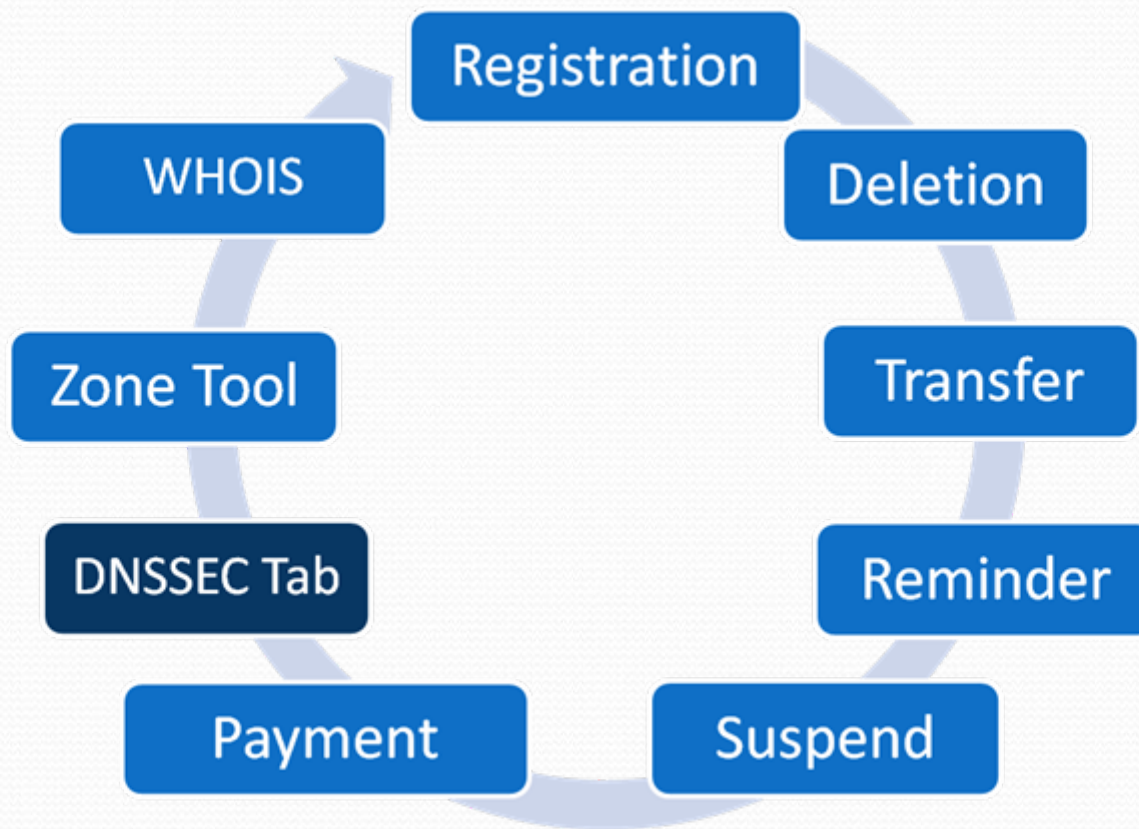 Registration
Deletion
Transfer
Reminder
Suspend
Payment
DNSSEC Tab
Zone Tool
WHOIS